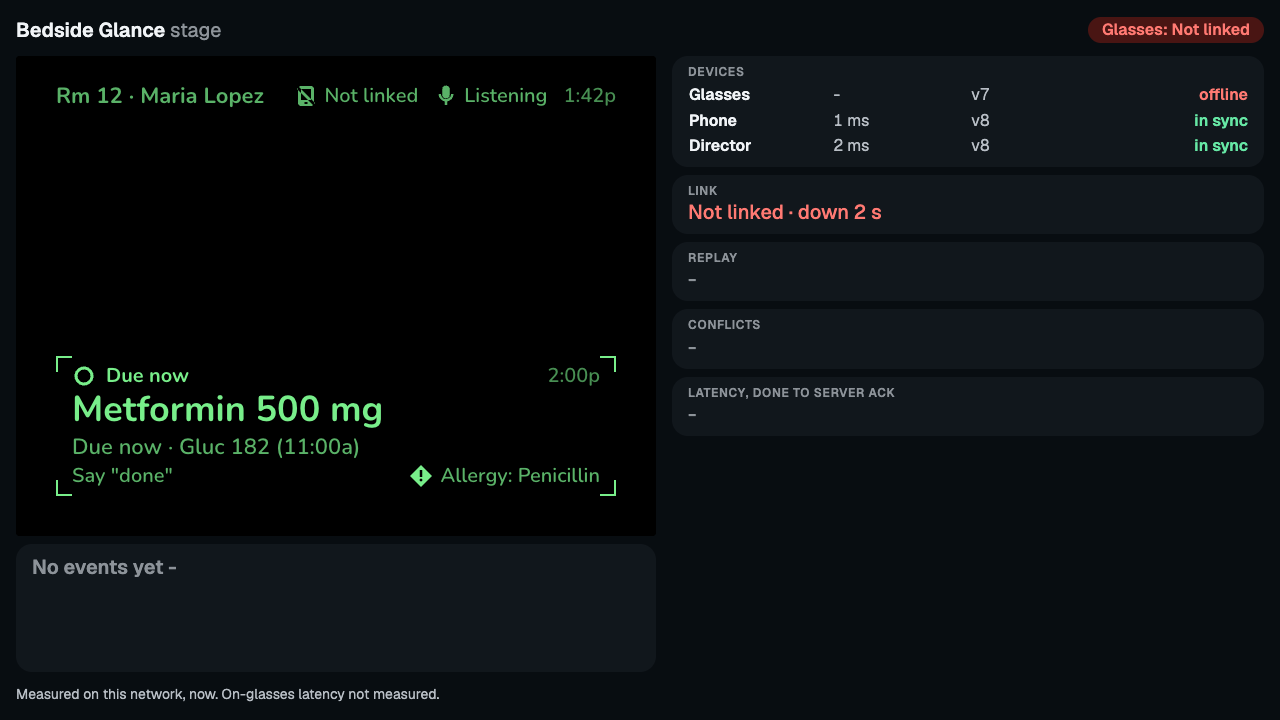 Bedside Glance stage
Glasses: Not linked
Rm 12 · Maria Lopez Not linked Listening 1:42p
Due now 2:00p
Metformin 500 mg
Due now · Gluc 182 (11:00a)
Say "done" Allergy: Penicillin
No events yet -
Measured on this network, now. On-glasses latency not measured.
DEVICES
Glasses - v7 offline
Phone 1 ms v8 in sync
Director 2 ms v8 in sync
LINK
Not linked · down 2 s
REPLAY
–
CONFLICTS
–
LATENCY, DONE TO SERVER ACK
–